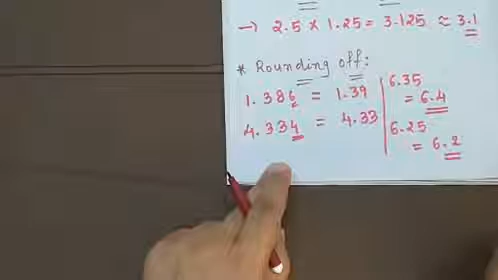 → 2.5 × 1.25 = 3.125 ≈ 3.1
* Rounding off:
1.386 = 1.39
4.334 = 4.33
6.35
= 6.4
6.25
= 6.2